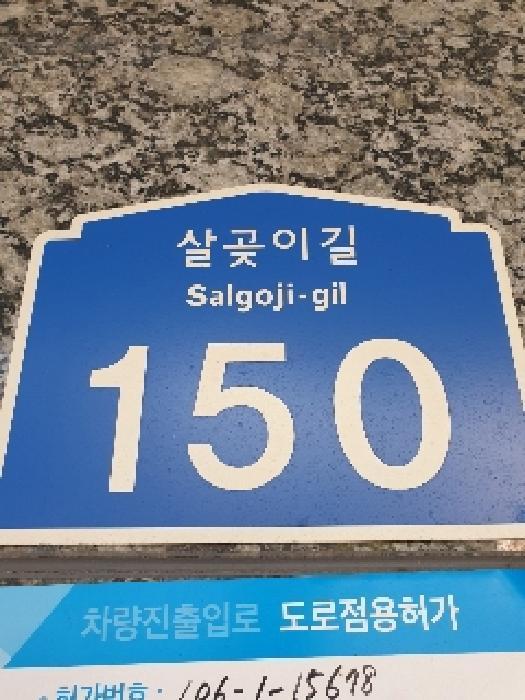 살곶이길
Salgoji-gil
150
차량진출입로 도로점용허가
허가번호 : 106-1-15678